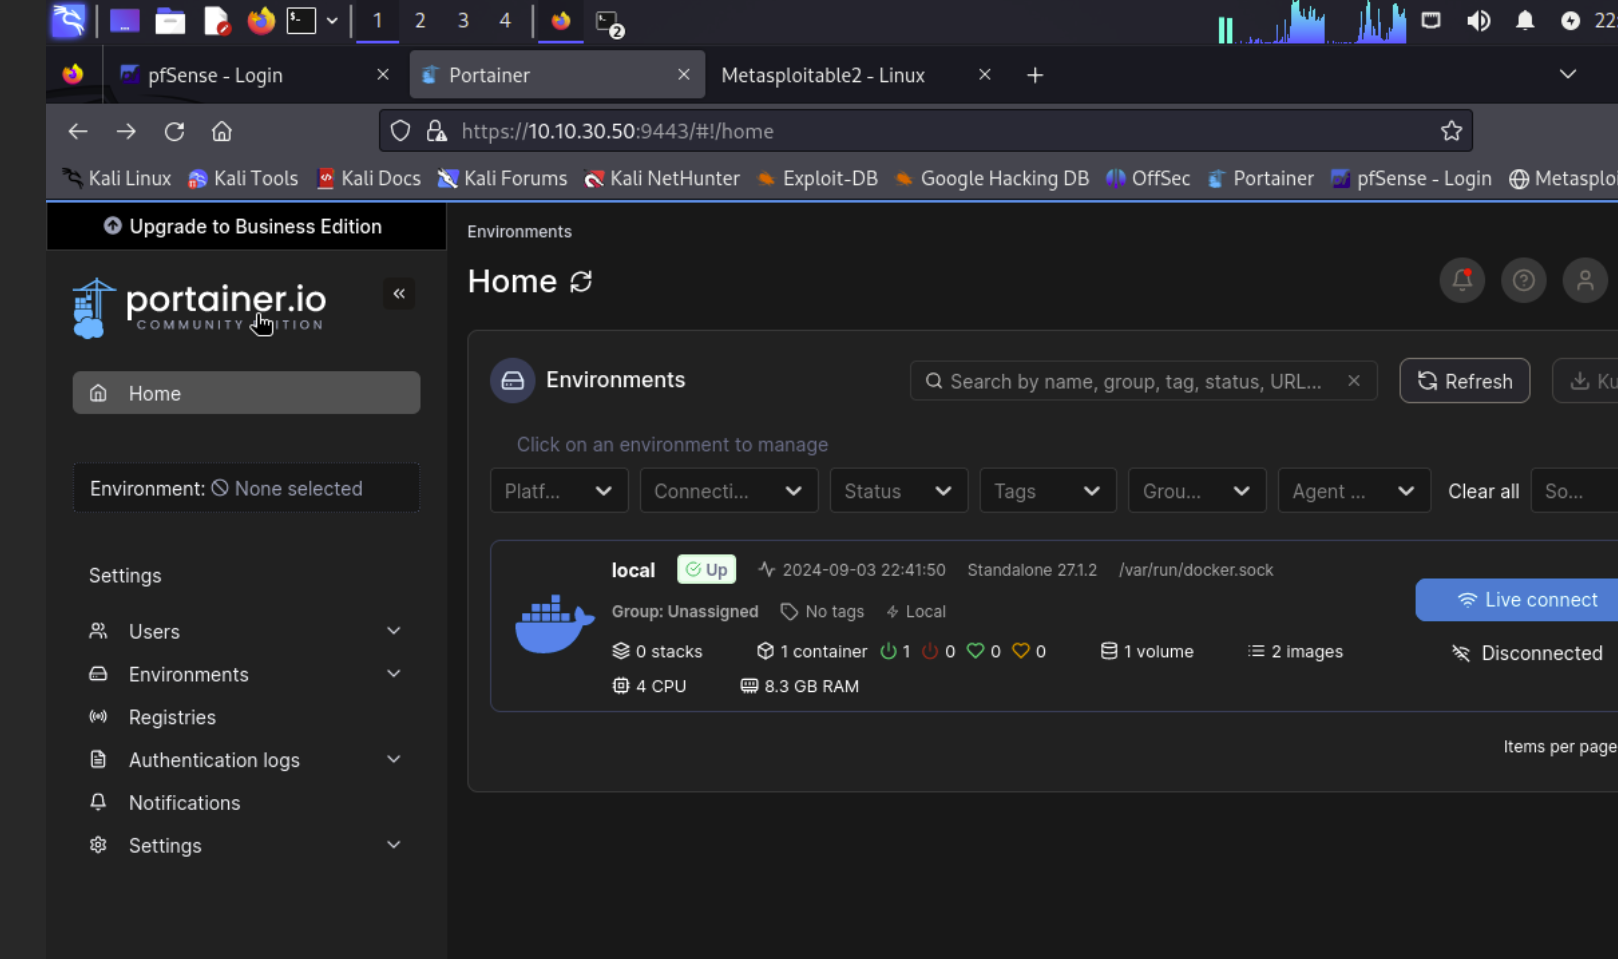 1 2 3 4 2 22:
pfSense - Login Portainer Metasploitable2 - Linux
https://10.10.30.50:9443/#!/home
Kali Linux Kali Tools Kali Docs Kali Forums Kali NetHunter Exploit-DB Google Hacking DB OffSec Portainer pfSense - Login Metasploi
Upgrade to Business Edition
portainer.io
COMMUNITY EDITION
Home
Environment: None selected
Settings
Users
Environments
Registries
Authentication logs
Notifications
Settings
Environments
Home
Environments
Search by name, group, tag, status, URL...
Refresh
Ku
Click on an environment to manage
Platf... Connecti... Status Tags Grou... Agent ... Clear all So...
local Up 2024-09-03 22:41:50 Standalone 27.1.2 /var/run/docker.sock
Group: Unassigned No tags Local
0 stacks 1 container 1 0 0 0 1 volume 2 images
4 CPU 8.3 GB RAM
Live connect
Disconnected
Items per page